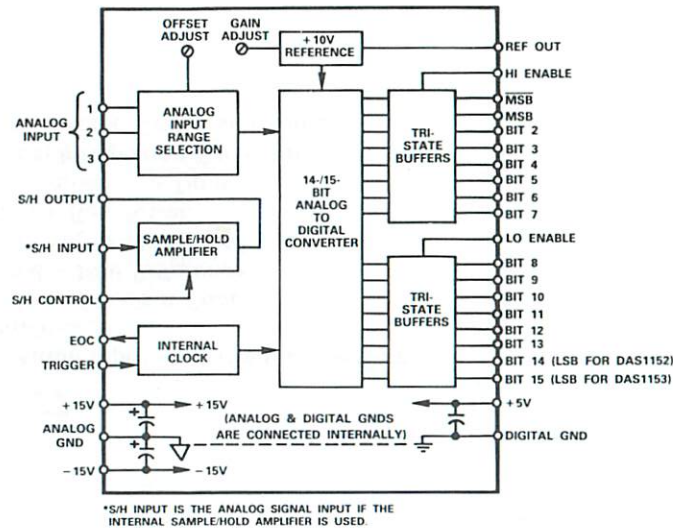 OFFSET
ADJUST
GAIN
ADJUST
+ 10V
REFERENCE
REF OUT
HI ENABLE
ANALOG
INPUT
1
2
3
ANALOG
INPUT
RANGE
SELECTION
M̅S̅B̅
MSB
BIT 2
BIT 3
BIT 4
BIT 5
BIT 6
BIT 7
TRI-
STATE
BUFFERS
14-/15-
BIT
ANALOG
TO
DIGITAL
CONVERTER
S/H OUTPUT
*S/H INPUT
SAMPLE/HOLD
AMPLIFIER
S/H CONTROL
LO ENABLE
TRI-
STATE
BUFFERS
BIT 8
BIT 9
BIT 10
BIT 11
BIT 12
BIT 13
BIT 14 (LSB FOR DAS1152)
BIT 15 (LSB FOR DAS1153)
EOC
TRIGGER
INTERNAL
CLOCK
+ 15V
+ 15V
+
ANALOG
GND
+
(ANALOG & DIGITAL GNDS
ARE CONNECTED INTERNALLY)
+ 5V
DIGITAL GND
– 15V
– 15V
*S/H INPUT IS THE ANALOG SIGNAL INPUT IF THE
INTERNAL SAMPLE/HOLD AMPLIFIER IS USED.